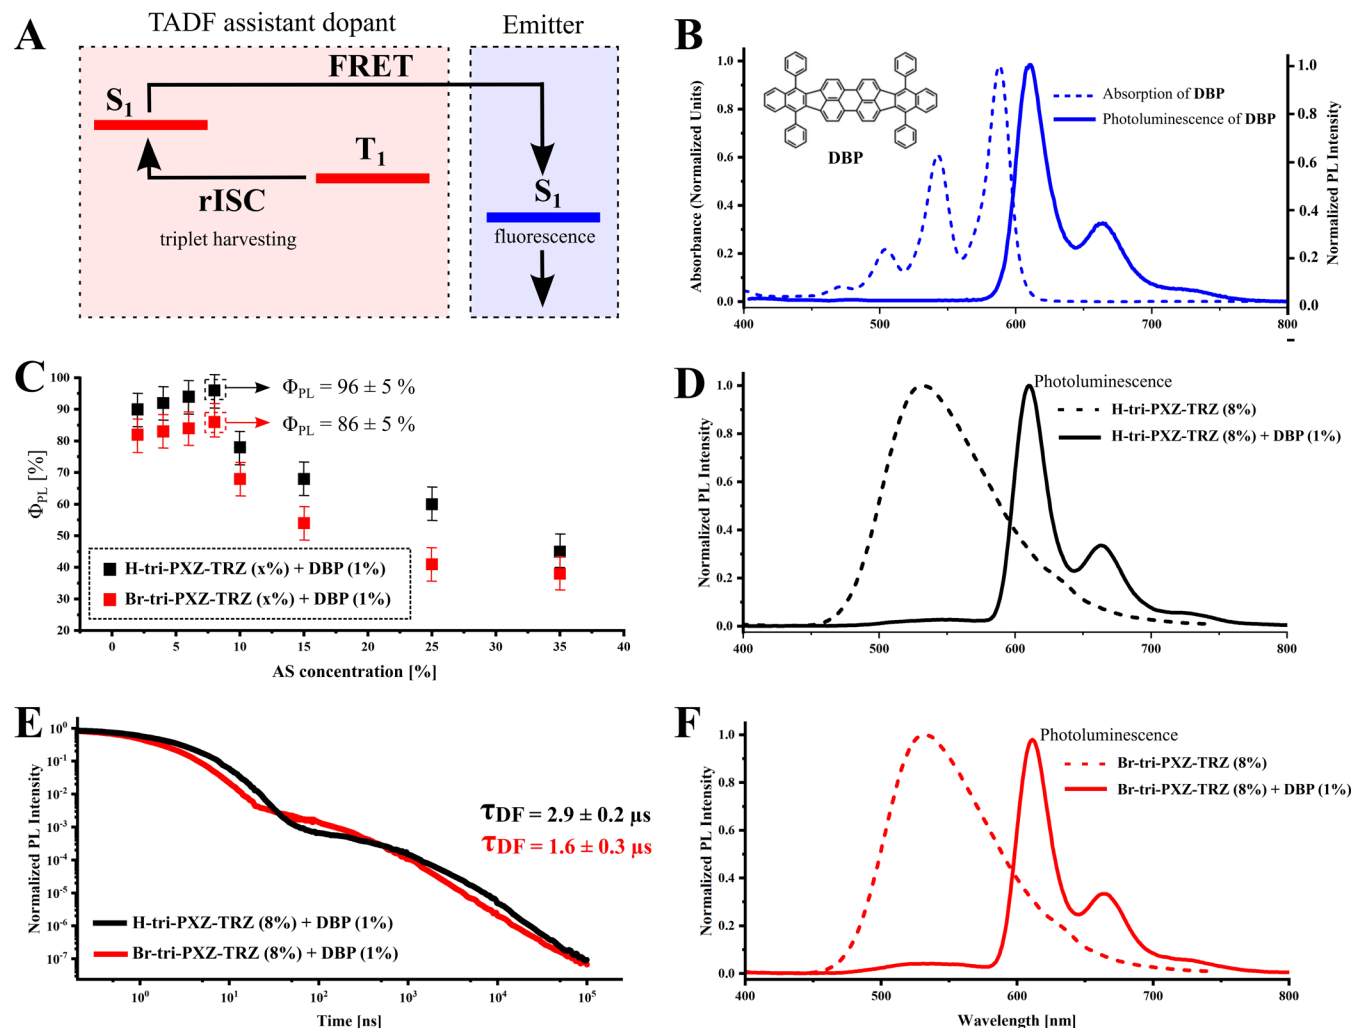 A
TADF assistant dopant
Emitter
FRET
S1
T1
rISC
triplet harvesting
S1
fluorescence
B
Absorbance (Normalized Units)
1.0
0.8
0.6
0.4
0.2
0.0
DBP
Absorption of DBP
Photoluminescence of DBP
1.0
0.8
0.6
0.4
0.2
0.0
Normalized PL Intensity
400 500 600 700 800
C
ΦPL [%]
100
90
80
70
60
50
40
30
20
ΦPL = 96 ± 5 %
ΦPL = 86 ± 5 %
H-tri-PXZ-TRZ (x%) + DBP (1%)
Br-tri-PXZ-TRZ (x%) + DBP (1%)
0 5 10 15 20 25 30 35 40
AS concentration [%]
D
Normalized PL Intensity
1.0
0.8
0.6
0.4
0.2
0.0
Photoluminescence
H-tri-PXZ-TRZ (8%)
H-tri-PXZ-TRZ (8%) + DBP (1%)
400 500 600 700 800
E
Normalized PL Intensity
10^0
10^-1
10^-2
10^-3
10^-4
10^-5
10^-6
10^-7
τDF = 2.9 ± 0.2 μs
τDF = 1.6 ± 0.3 μs
H-tri-PXZ-TRZ (8%) + DBP (1%)
Br-tri-PXZ-TRZ (8%) + DBP (1%)
10^0 10^1 10^2 10^3 10^4 10^5
Time [ns]
F
Normalized PL Intensity
1.0
0.8
0.6
0.4
0.2
0.0
Photoluminescence
Br-tri-PXZ-TRZ (8%)
Br-tri-PXZ-TRZ (8%) + DBP (1%)
400 500 600 700 800
Wavelength [nm]